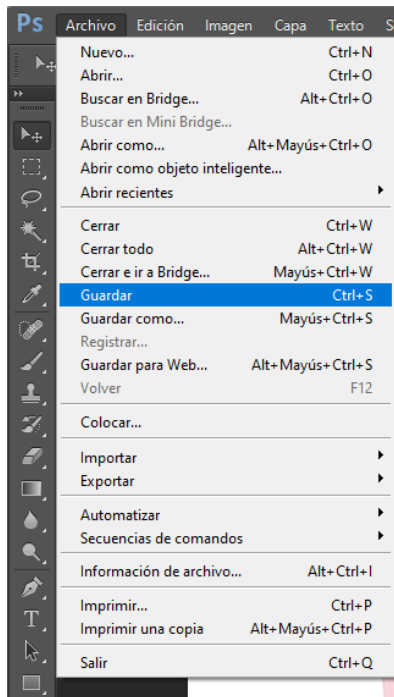 Ps Archivo Edición Imagen Capa Texto S
Nuevo... Ctrl+N
Abrir... Ctrl+O
Buscar en Bridge... Alt+Ctrl+O
Buscar en Mini Bridge...
Abrir como... Alt+Mayús+Ctrl+O
Abrir como objeto inteligente...
Abrir recientes
Cerrar Ctrl+W
Cerrar todo Alt+Ctrl+W
Cerrar e ir a Bridge... Mayús+Ctrl+W
Guardar Ctrl+S
Guardar como... Mayús+Ctrl+S
Registrar...
Guardar para Web... Alt+Mayús+Ctrl+S
Volver F12
Colocar...
Importar
Exportar
Automatizar
Secuencias de comandos
Información de archivo... Alt+Ctrl+I
Imprimir... Ctrl+P
Imprimir una copia Alt+Mayús+Ctrl+P
Salir Ctrl+Q